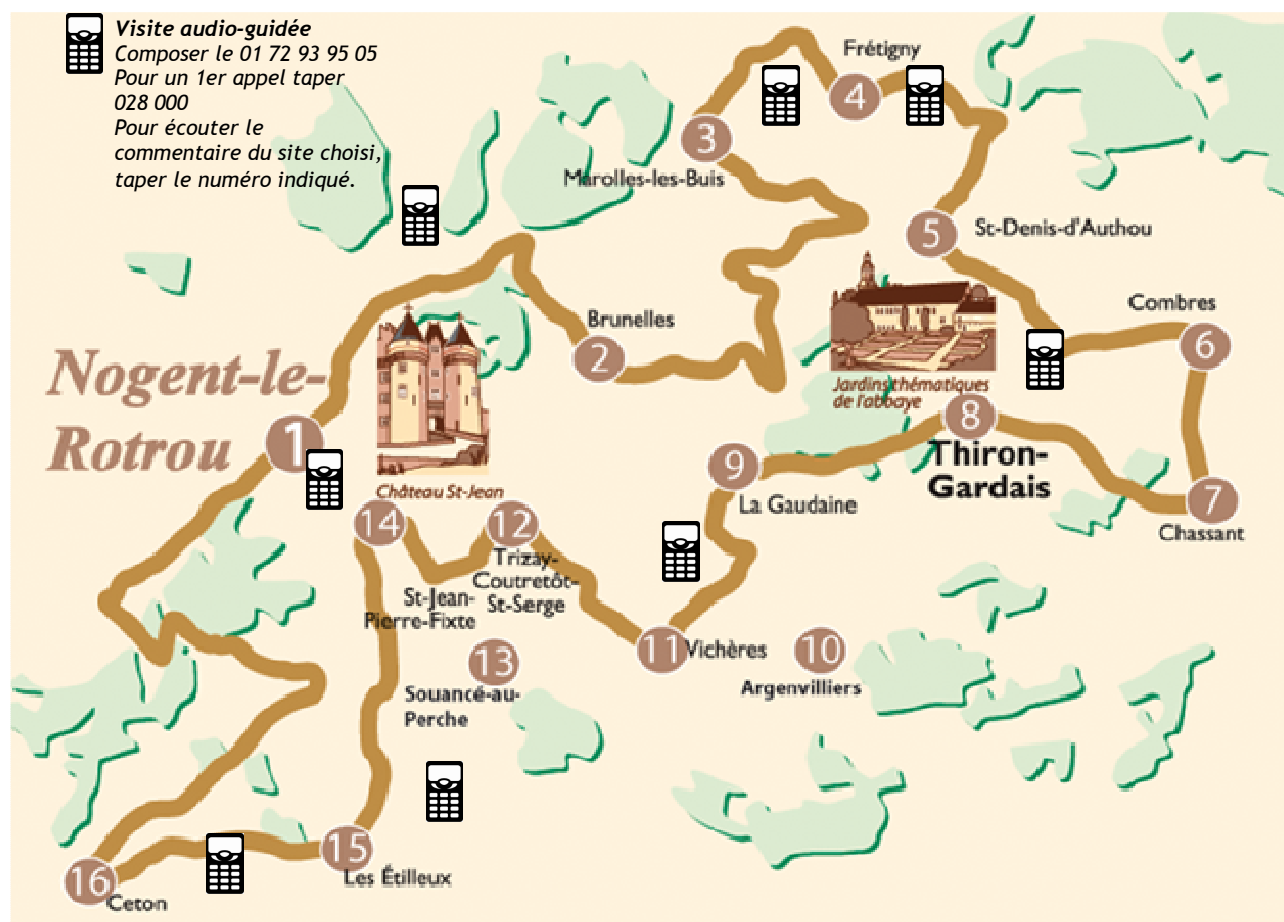 Visite audio-guidée
Composer le 01 72 93 95 05
Pour un 1er appel taper
028 000
Pour écouter le
commentaire du site choisi,
taper le numéro indiqué.
Frétigny
4
3
Marolles-les-Buis
5
St-Denis-d'Authou
Combres
6
Brunelles
2
Nogent-le-
Rotrou
1
Jardins thématiques
de l'abbaye
8
Thiron-
Gardais
9
La Gaudaine
7
Chassant
Château St-Jean
14
12
Trizay-
Coutretôt-
St-Serge
St-Jean-
Pierre-Fixte
13
Souancé-au-
Perche
11
Vichères
10
Argenvilliers
15
Les Étilleux
16
Ceton